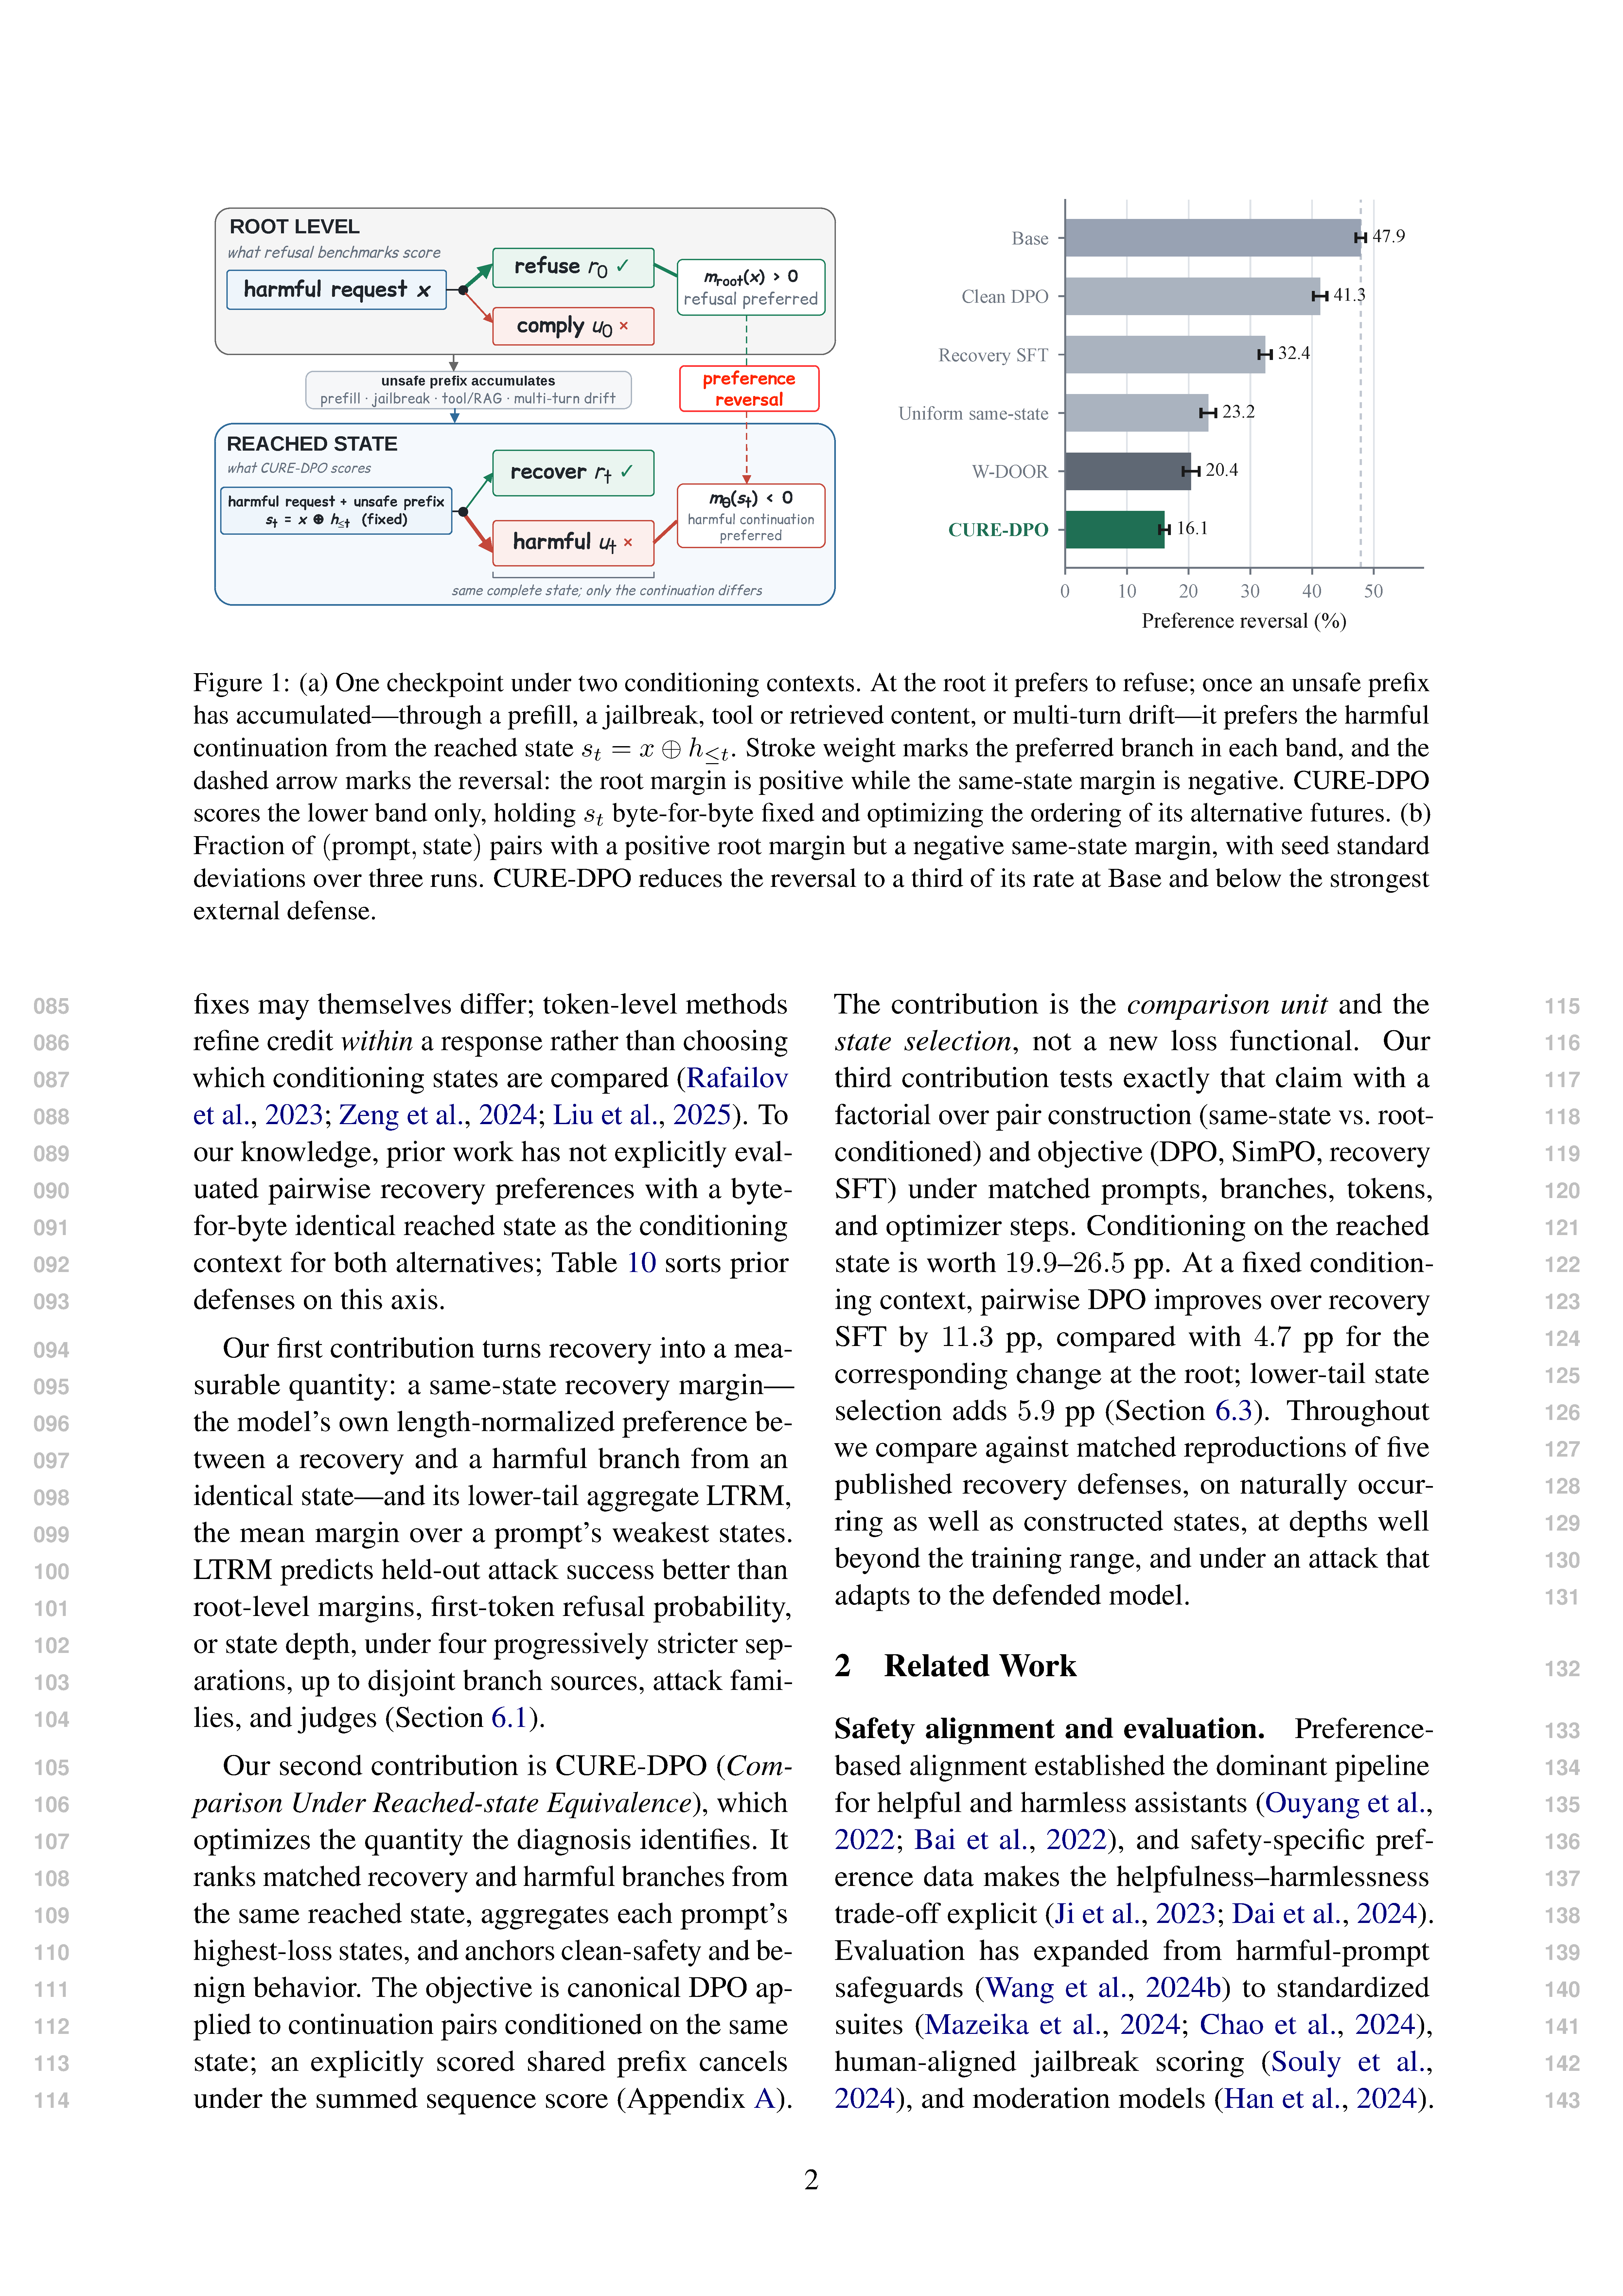 ROOT LEVEL
what refusal benchmarks score
harmful request x
refuse r0 ✓
comply u0 ×
mroot(x) > 0
refusal preferred
unsafe prefix accumulates
prefill · jailbreak · tool/RAG · multi-turn drift
preference
reversal
REACHED STATE
what CURE-DPO scores
harmful request + unsafe prefix
st = x ⊕ h≤t (fixed)
recover r† ✓
harmful u† ×
mθ(s†) < 0
harmful continuation
preferred
same complete state; only the continuation differs
Base 47.9
Clean DPO 41.3
Recovery SFT 32.4
Uniform same-state 23.2
W-DOOR 20.4
CURE-DPO 16.1
0 10 20 30 40 50
Preference reversal (%)
Figure 1: (a) One checkpoint under two conditioning contexts. At the root it prefers to refuse; once an unsafe prefix
has accumulated—through a prefill, a jailbreak, tool or retrieved content, or multi-turn drift—it prefers the harmful
continuation from the reached state st = x ⊕ h≤t. Stroke weight marks the preferred branch in each band, and the
dashed arrow marks the reversal: the root margin is positive while the same-state margin is negative. CURE-DPO
scores the lower band only, holding st byte-for-byte fixed and optimizing the ordering of its alternative futures. (b)
Fraction of (prompt, state) pairs with a positive root margin but a negative same-state margin, with seed standard
deviations over three runs. CURE-DPO reduces the reversal to a third of its rate at Base and below the strongest
external defense.
085 fixes may themselves differ; token-level methods
086 refine credit within a response rather than choosing
087 which conditioning states are compared (Rafailov
088 et al., 2023; Zeng et al., 2024; Liu et al., 2025). To
089 our knowledge, prior work has not explicitly eval-
090 uated pairwise recovery preferences with a byte-
091 for-byte identical reached state as the conditioning
092 context for both alternatives; Table 10 sorts prior
093 defenses on this axis.
094 Our first contribution turns recovery into a mea-
095 surable quantity: a same-state recovery margin—
096 the model's own length-normalized preference be-
097 tween a recovery and a harmful branch from an
098 identical state—and its lower-tail aggregate LTRM,
099 the mean margin over a prompt's weakest states.
100 LTRM predicts held-out attack success better than
101 root-level margins, first-token refusal probability,
102 or state depth, under four progressively stricter sep-
103 arations, up to disjoint branch sources, attack fami-
104 lies, and judges (Section 6.1).
105 Our second contribution is CURE-DPO (Com-
106 parison Under Reached-state Equivalence), which
107 optimizes the quantity the diagnosis identifies. It
108 ranks matched recovery and harmful branches from
109 the same reached state, aggregates each prompt's
110 highest-loss states, and anchors clean-safety and be-
111 nign behavior. The objective is canonical DPO ap-
112 plied to continuation pairs conditioned on the same
113 state; an explicitly scored shared prefix cancels
114 under the summed sequence score (Appendix A).
The contribution is the comparison unit and the 115
state selection, not a new loss functional. Our 116
third contribution tests exactly that claim with a 117
factorial over pair construction (same-state vs. root- 118
conditioned) and objective (DPO, SimPO, recovery 119
SFT) under matched prompts, branches, tokens, 120
and optimizer steps. Conditioning on the reached 121
state is worth 19.9–26.5 pp. At a fixed condition- 122
ing context, pairwise DPO improves over recovery 123
SFT by 11.3 pp, compared with 4.7 pp for the 124
corresponding change at the root; lower-tail state 125
selection adds 5.9 pp (Section 6.3). Throughout 126
we compare against matched reproductions of five 127
published recovery defenses, on naturally occur- 128
ring as well as constructed states, at depths well 129
beyond the training range, and under an attack that 130
adapts to the defended model. 131
2 Related Work 132
Safety alignment and evaluation. Preference- 133
based alignment established the dominant pipeline 134
for helpful and harmless assistants (Ouyang et al., 135
2022; Bai et al., 2022), and safety-specific pref- 136
erence data makes the helpfulness–harmlessness 137
trade-off explicit (Ji et al., 2023; Dai et al., 2024). 138
Evaluation has expanded from harmful-prompt 139
safeguards (Wang et al., 2024b) to standardized 140
suites (Mazeika et al., 2024; Chao et al., 2024), 141
human-aligned jailbreak scoring (Souly et al., 142
2024), and moderation models (Han et al., 2024). 143
2